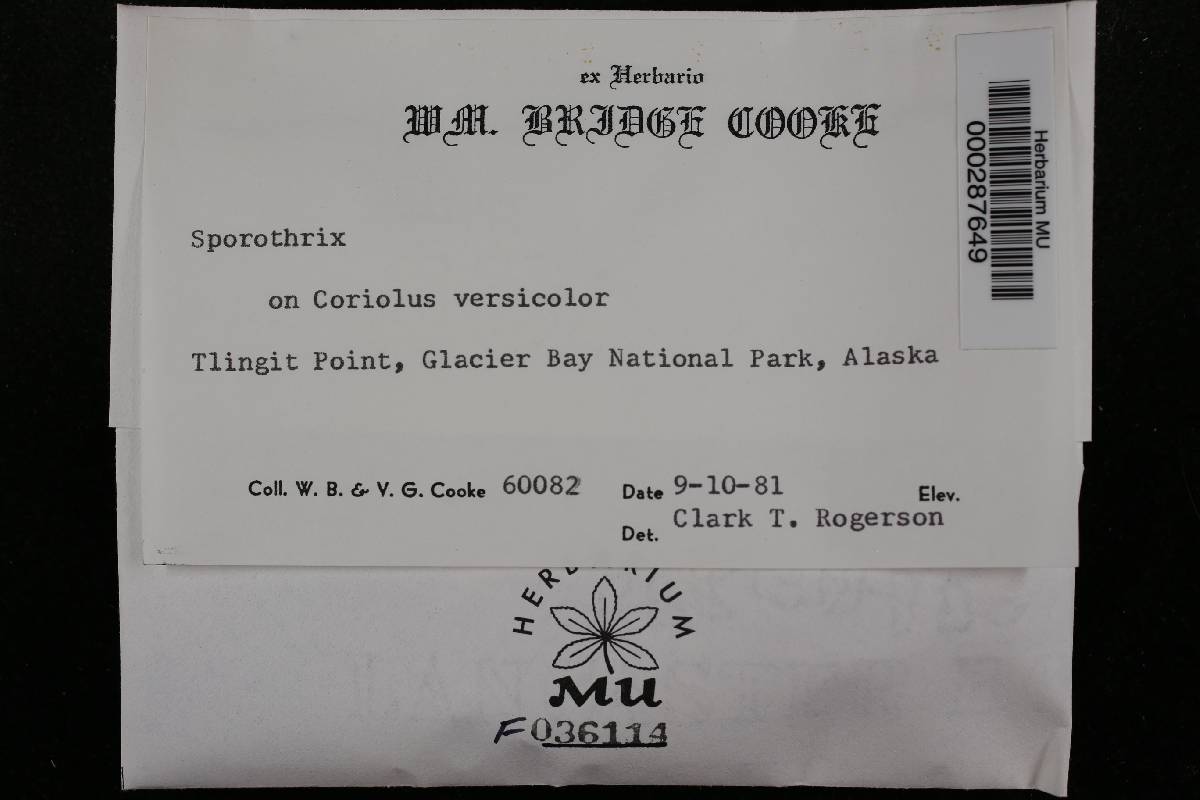 ex Herbario
WM. BRIDGE COOKE
Sporothrix
on Coriolus versicolor
Tlingit Point, Glacier Bay National Park, Alaska
Coll. W. B. & V. G. Cooke 60082 Date 9-10-81 Elev.
Det. Clark T. Rogerson
Herbarium MU
000287649
HERBARIUM
MU
F036114